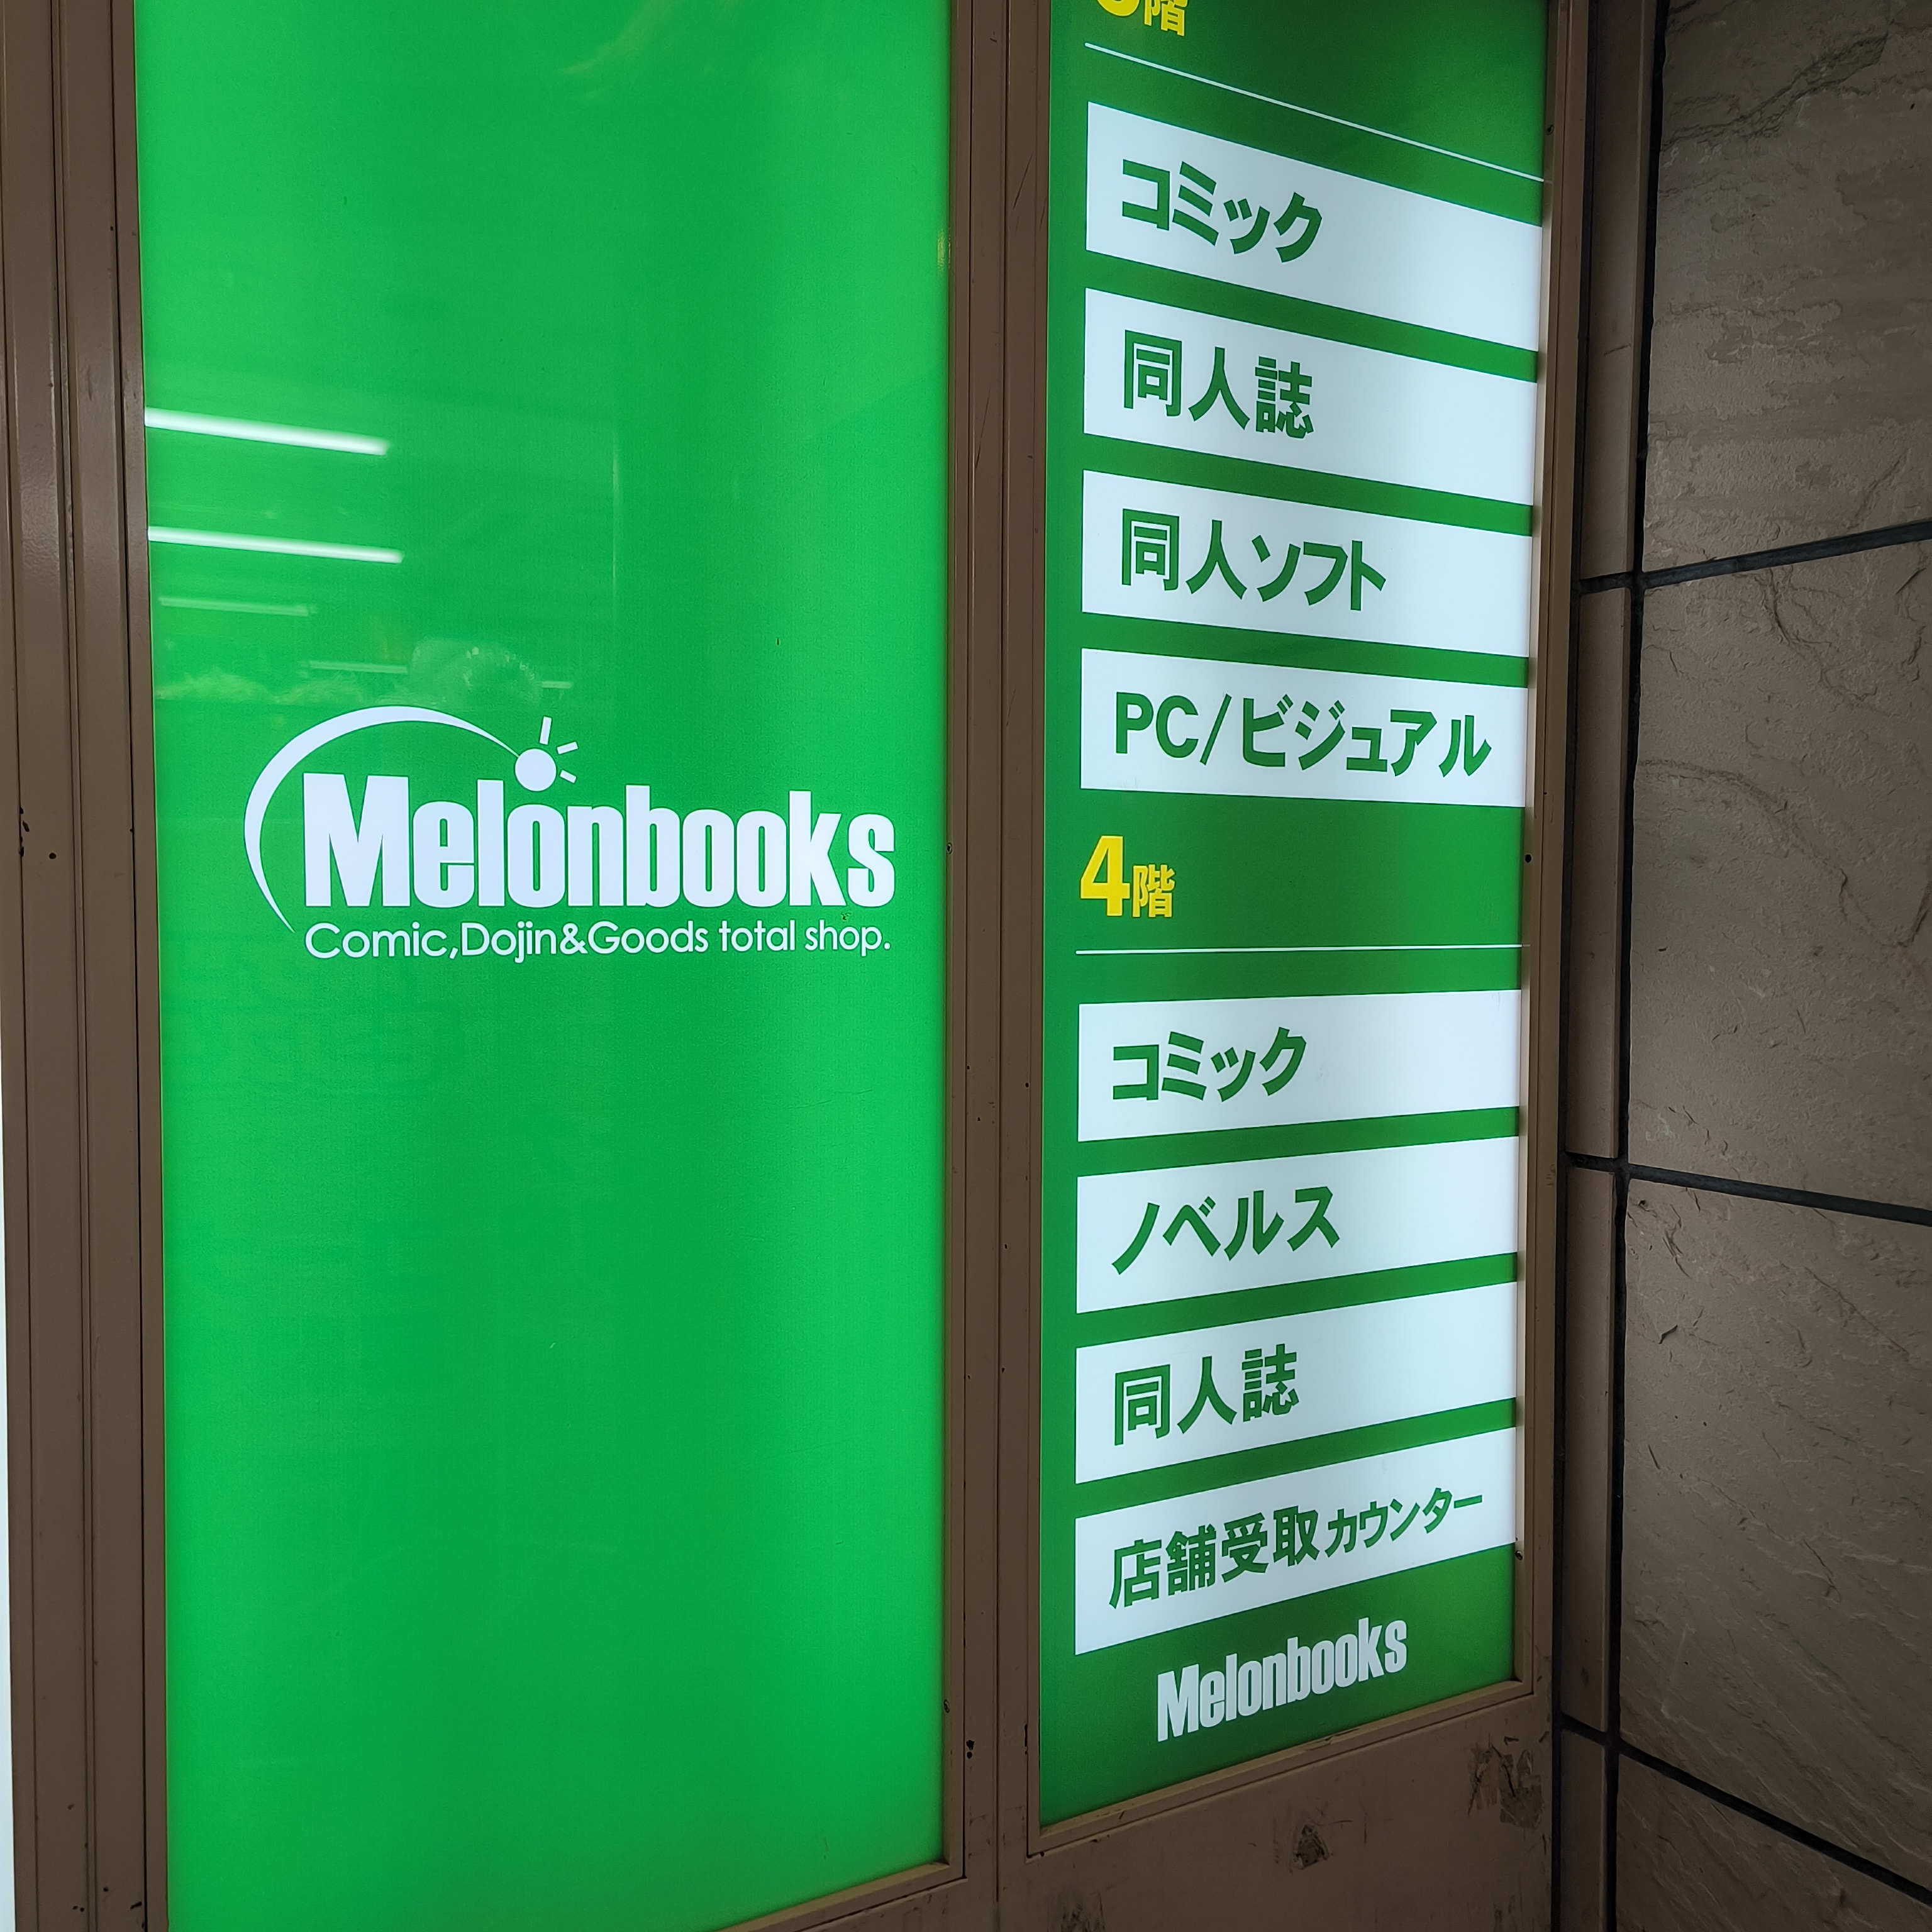 Melonbooks
Comic,Dojin&Goods total shop.
階
コミック
同人誌
同人ソフト
PC/ビジュアル
4階
コミック
ノベルス
同人誌
店舗受取カウンター
Melonbooks